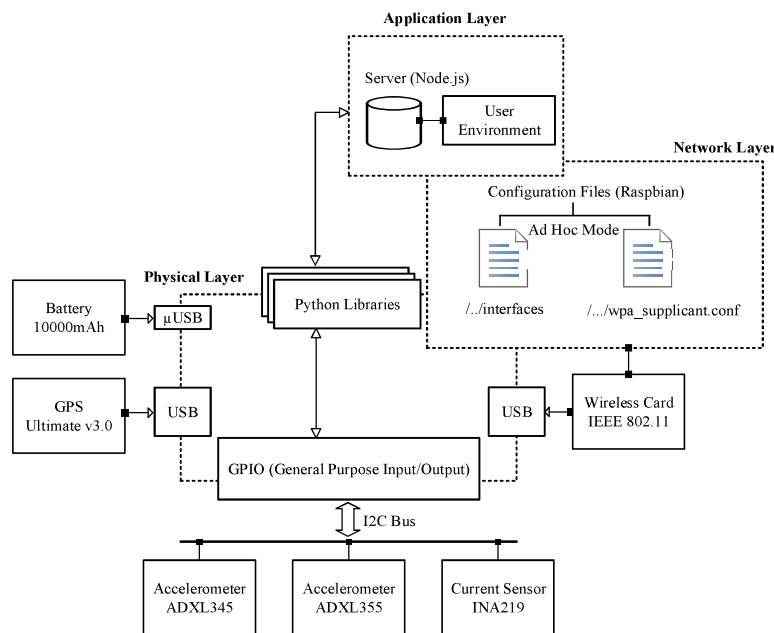 Application Layer
Server (Node.js)
User
Environment
Network Layer
Configuration Files (Raspbian)
Ad Hoc Mode
/../interfaces
/.../wpa_supplicant.conf
Physical Layer
Python Libraries
Battery
10000mAh
µUSB
GPS
Ultimate v3.0
USB
USB
Wireless Card
IEEE 802.11
GPIO (General Purpose Input/Output)
I2C Bus
Accelerometer
ADXL345
Accelerometer
ADXL355
Current Sensor
INA219